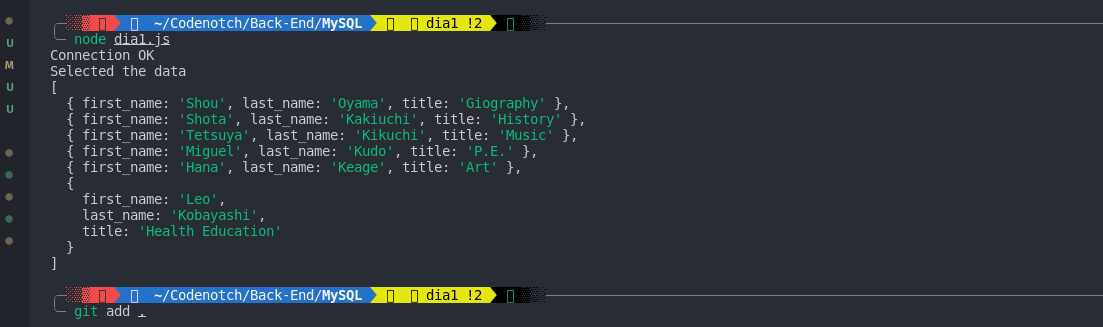 ~/Codenotch/Back-End/MySQL dia1 !2
node dia1.js
Connection OK
Selected the data
[
{ first_name: 'Shou', last_name: 'Oyama', title: 'Giography' },
{ first_name: 'Shota', last_name: 'Kakiuchi', title: 'History' },
{ first_name: 'Tetsuya', last_name: 'Kikuchi', title: 'Music' },
{ first_name: 'Miguel', last_name: 'Kudo', title: 'P.E.' },
{ first_name: 'Hana', last_name: 'Keage', title: 'Art' },
{
first_name: 'Leo',
last_name: 'Kobayashi',
title: 'Health Education'
}
]
~/Codenotch/Back-End/MySQL dia1 !2
git add .
U
M
U
U